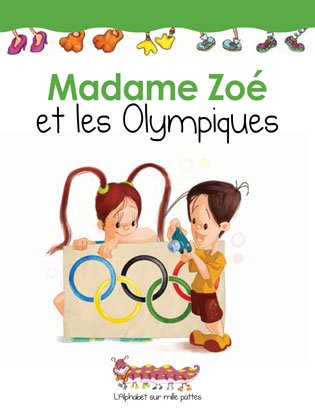 Madame Zoé
et les Olympiques
L'Alphabet sur mille pattes